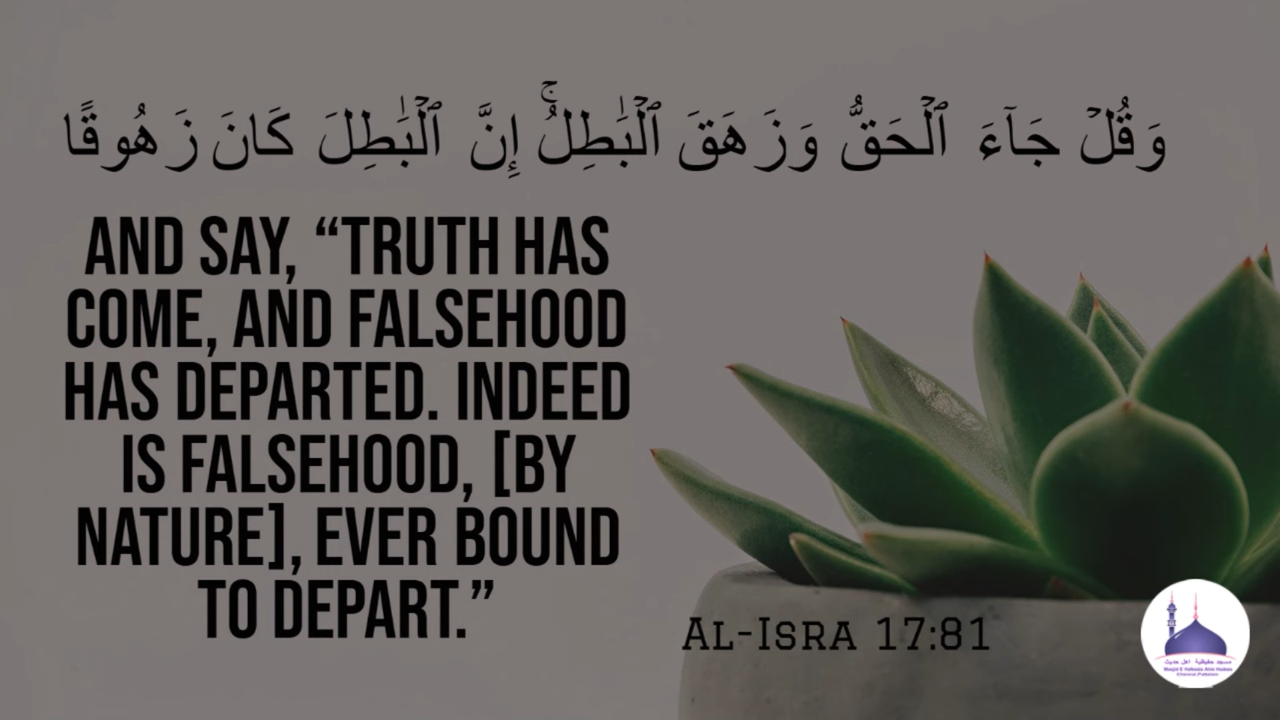 وَقُلْ جَآءَ ٱلْحَقُّ وَزَهَقَ ٱلْبَٰطِلُ ۚ إِنَّ ٱلْبَٰطِلَ كَانَ زَهُوقًا
AND SAY, “TRUTH HAS
COME, AND FALSEHOOD
HAS DEPARTED. INDEED
IS FALSEHOOD, [BY
NATURE], EVER BOUND
TO DEPART.”
AL-ISRA 17:81